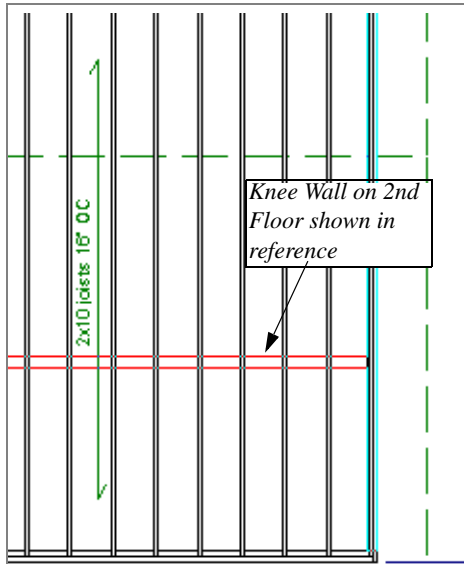 Knee Wall on 2nd
Floor shown in
reference
2x10 joists 16" OC